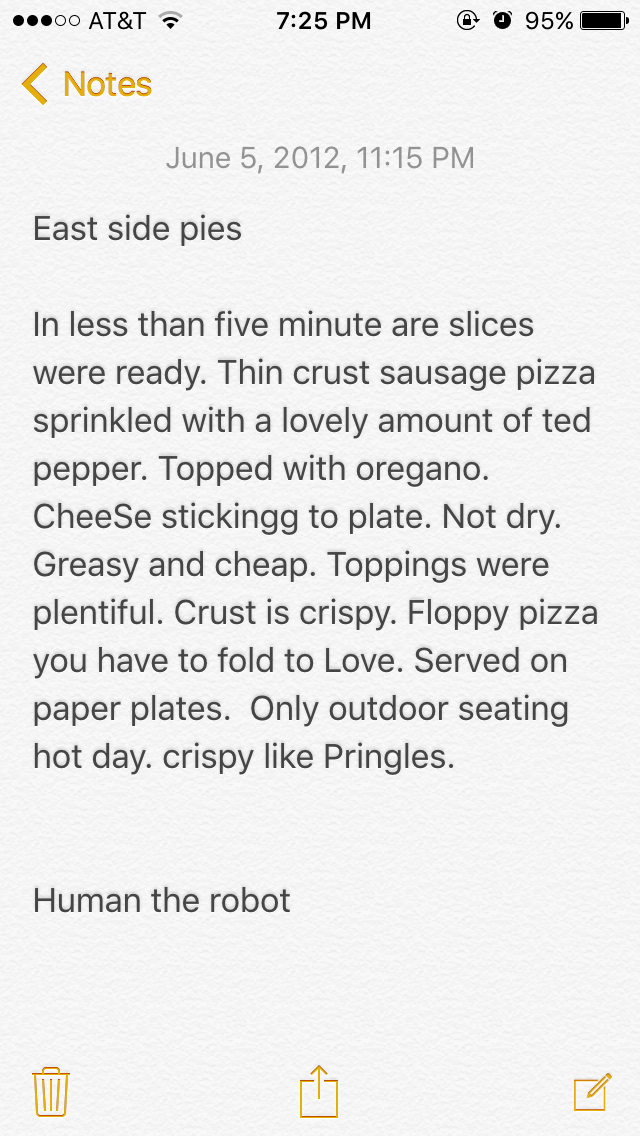 AT&T 7:25 PM 95%
Notes
June 5, 2012, 11:15 PM
East side pies
In less than five minute are slices
were ready. Thin crust sausage pizza
sprinkled with a lovely amount of ted
pepper. Topped with oregano.
CheeSe stickingg to plate. Not dry.
Greasy and cheap. Toppings were
plentiful. Crust is crispy. Floppy pizza
you have to fold to Love. Served on
paper plates.  Only outdoor seating
hot day. crispy like Pringles.
Human the robot